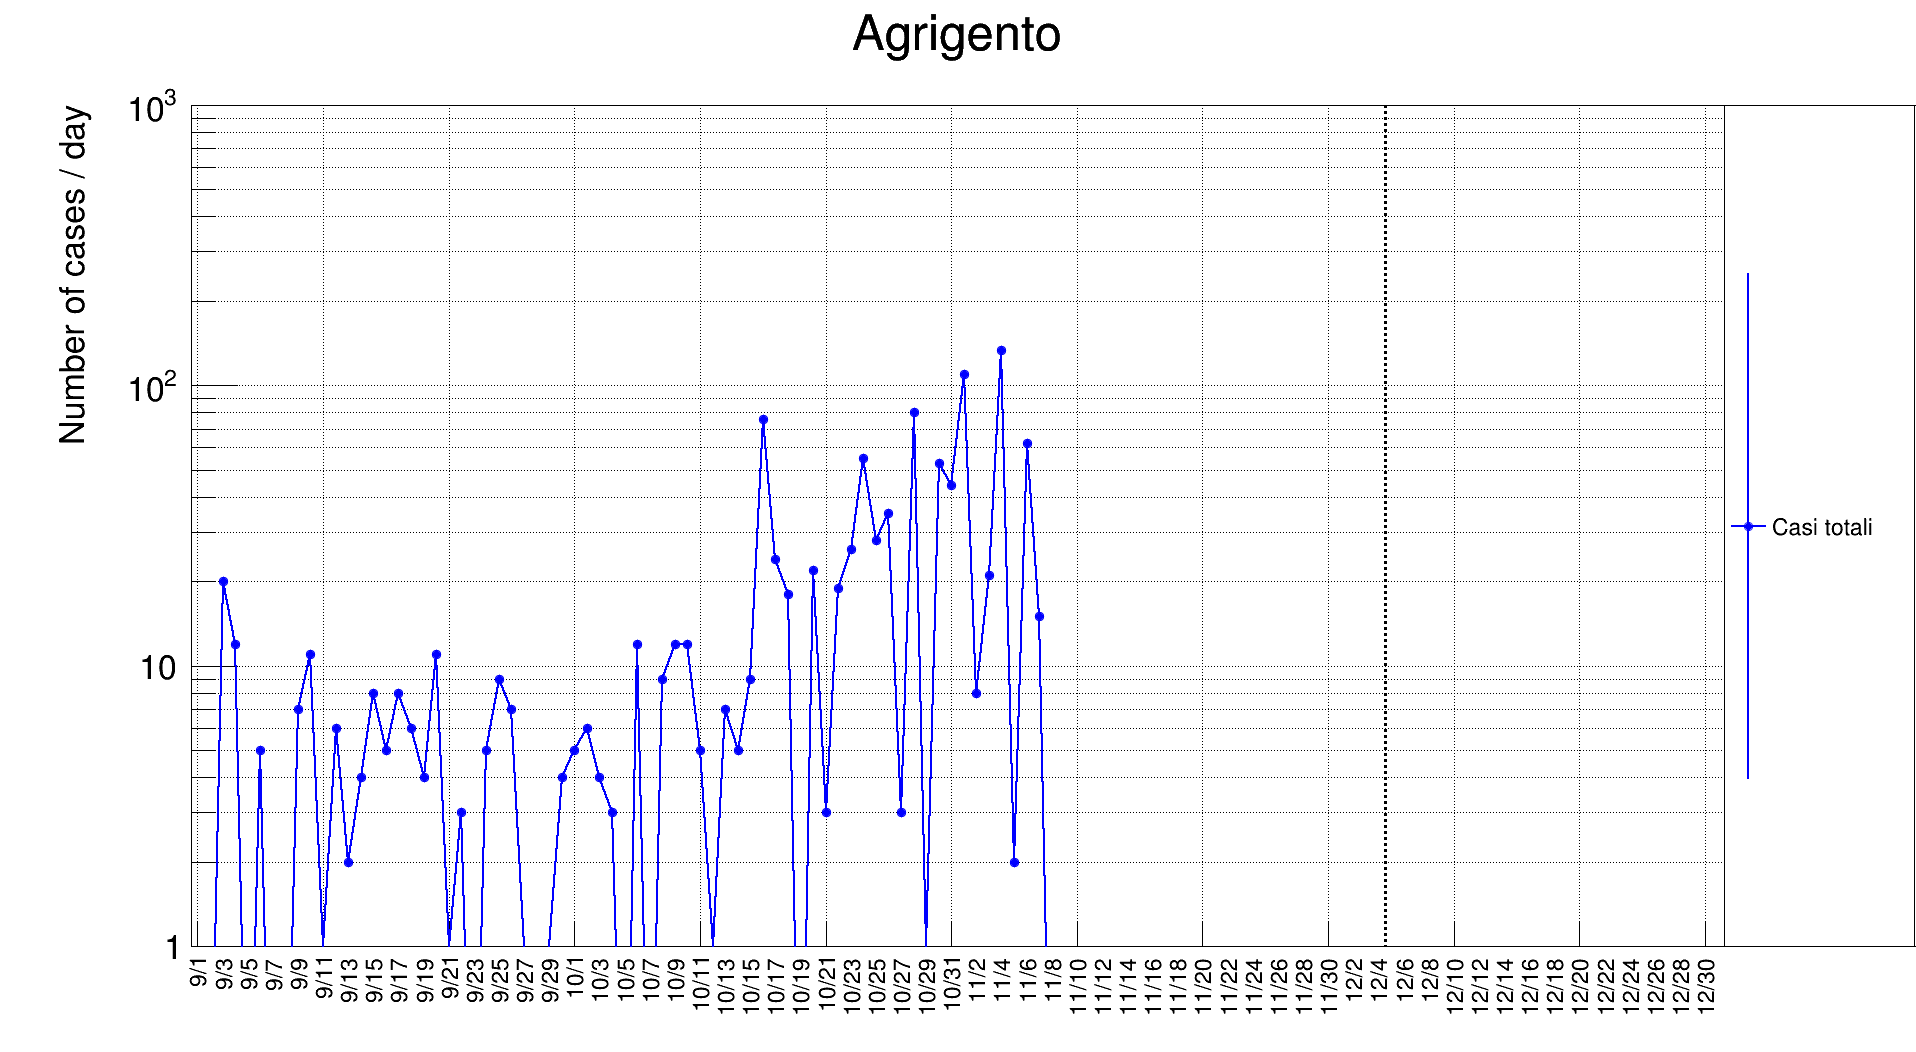 Agrigento
Number of cases / day
10³
10²
10
1
9/1 9/3 9/5 9/7 9/9 9/11 9/13 9/15 9/17 9/19 9/21 9/23 9/25 9/27 9/29 10/1 10/3 10/5 10/7 10/9 10/11 10/13 10/15 10/17 10/19 10/21 10/23 10/25 10/27 10/29 10/31 11/2 11/4 11/6 11/8 11/10 11/12 11/14 11/16 11/18 11/20 11/22 11/24 11/26 11/28 11/30 12/2 12/4 12/6 12/8 12/10 12/12 12/14 12/16 12/18 12/20 12/22 12/24 12/26 12/28 12/30
Casi totali